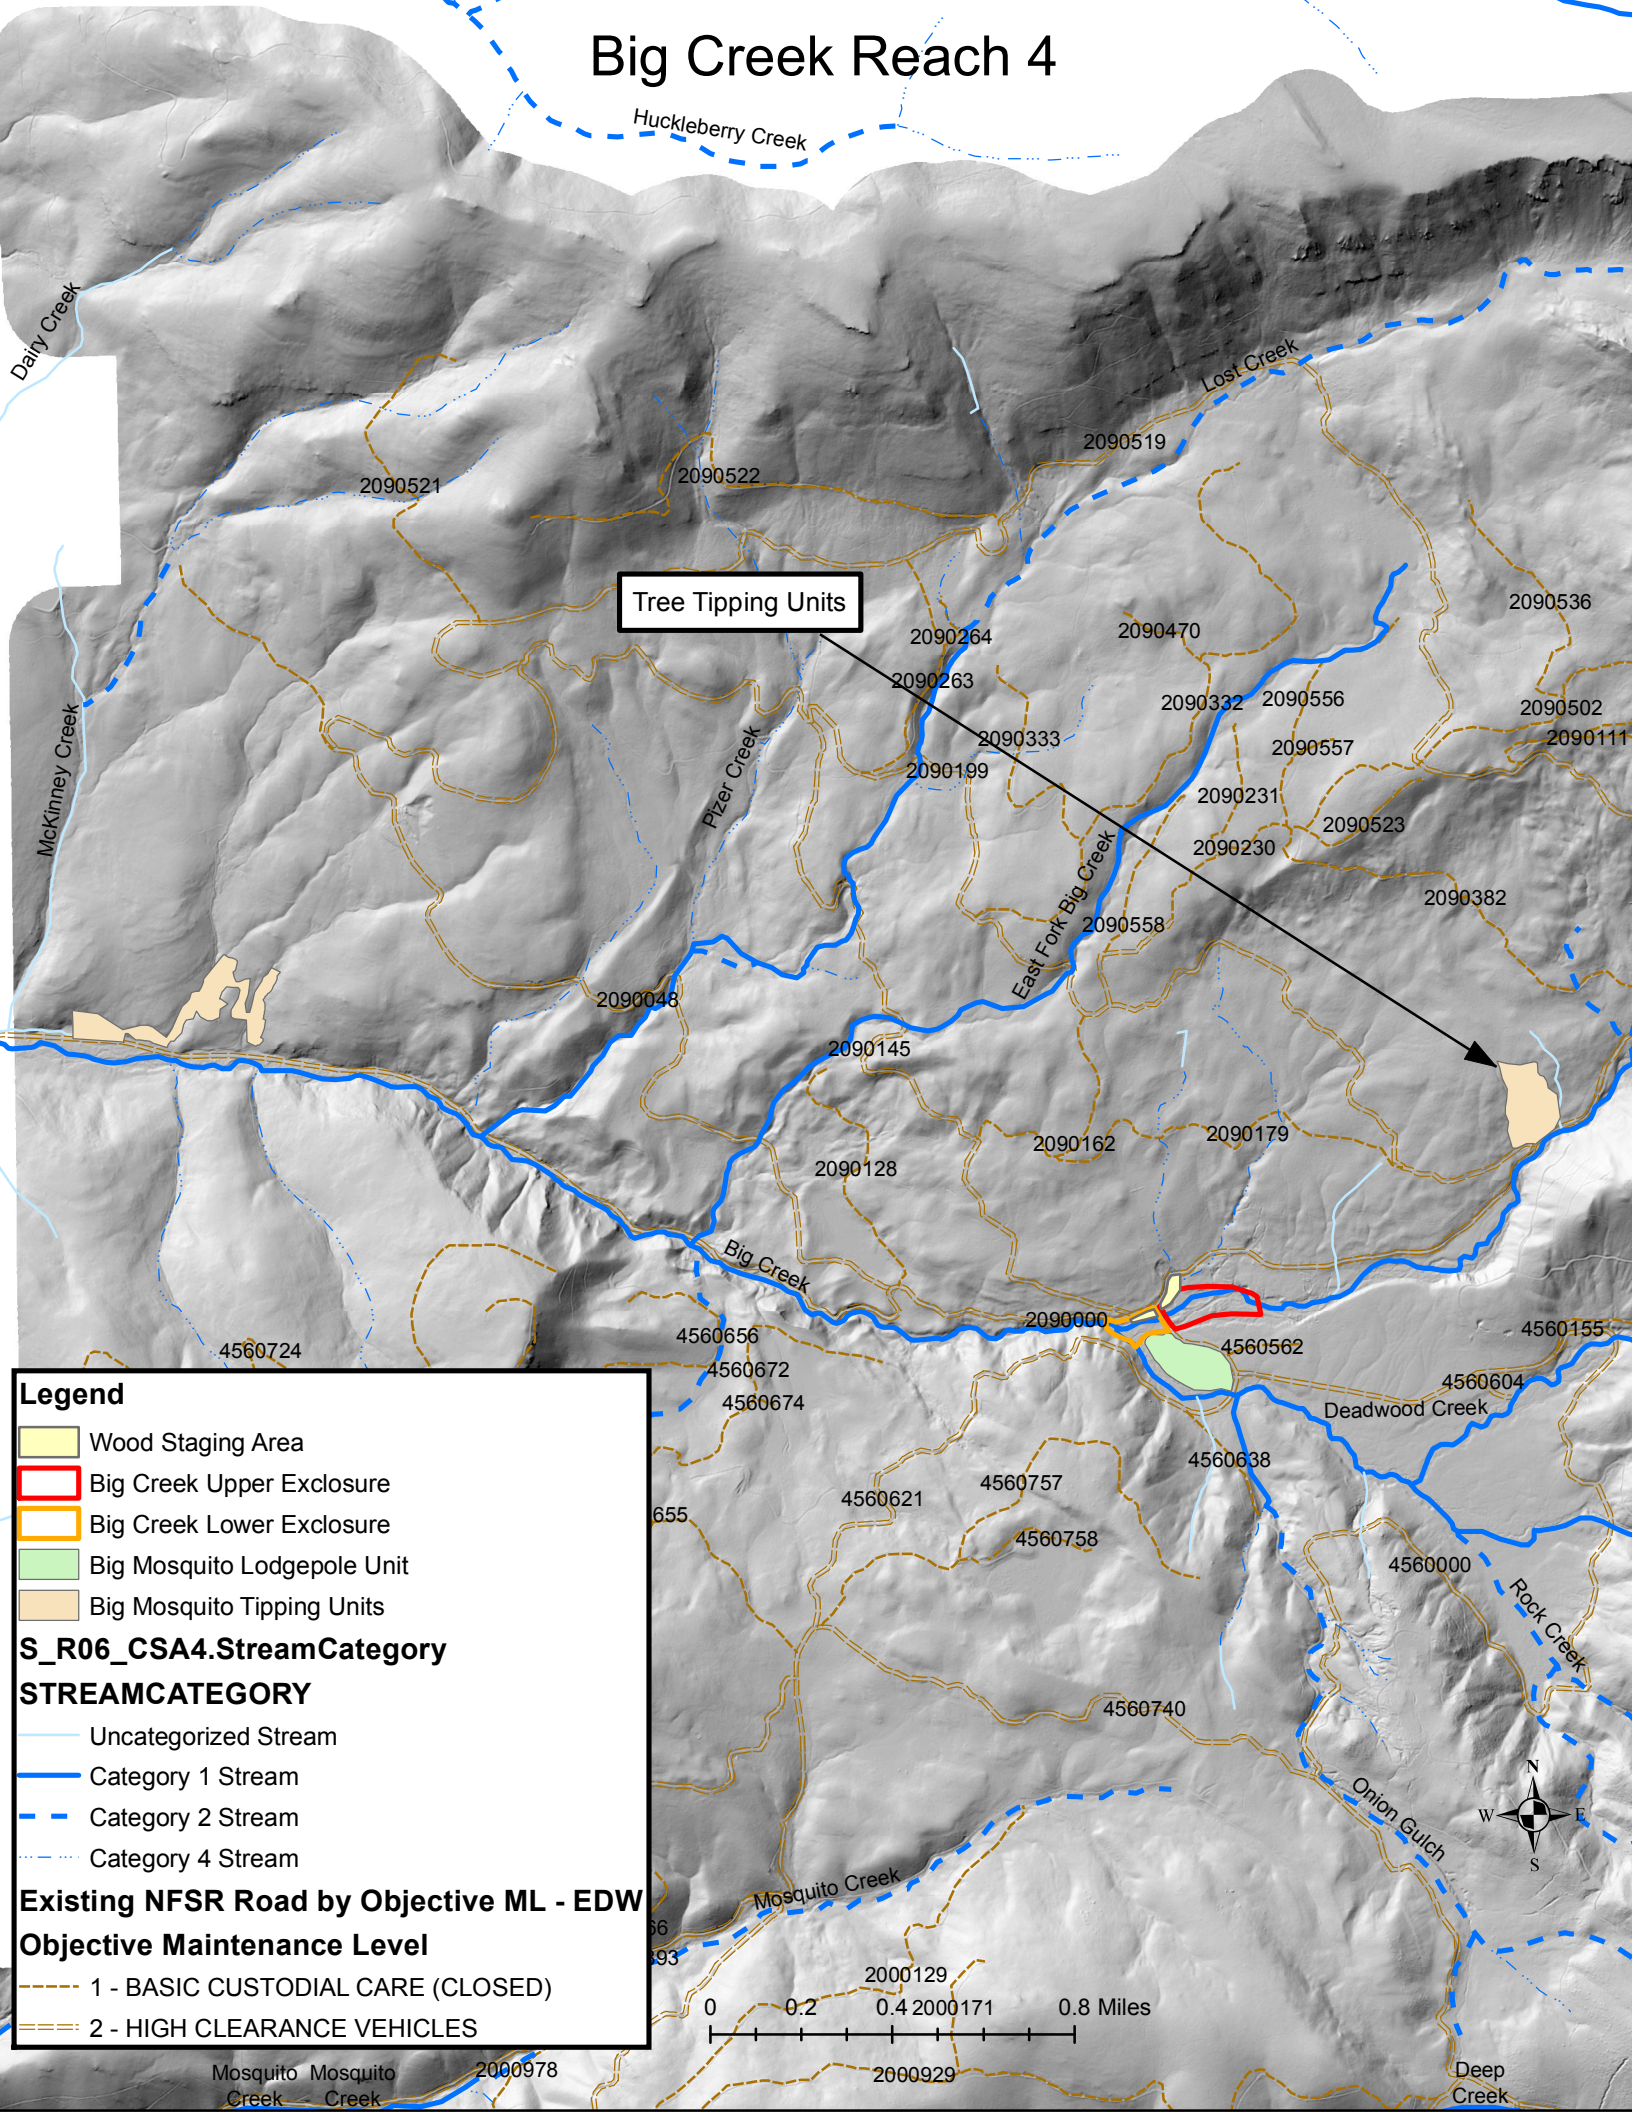 Big Creek Reach 4
Huckleberry Creek
Dairy Creek
Lost Creek
2090519
2090522
2090521
Tree Tipping Units
2090536
2090264
2090470
2090263
2090332
2090556
2090502
2090333
2090557
2090111
McKinney Creek
Pizer Creek
2090199
2090231
2090523
2090230
East Fork Big Creek
2090382
2090558
2090048
2090145
2090162
2090179
2090128
Big Creek
2090000
4560656
4560562
4560155
4560724
4560672
4560604
4560674
Deadwood Creek
4560638
4560757
4560621
655
4560758
4560000
Rock Creek
4560740
Onion Gulch
Mosquito Creek
66
393
2000129
2000171
2000978
2000929
Mosquito
Creek
Mosquito
Creek
Deep
Creek
Legend
Wood Staging Area
Big Creek Upper Exclosure
Big Creek Lower Exclosure
Big Mosquito Lodgepole Unit
Big Mosquito Tipping Units
S_R06_CSA4.StreamCategory
STREAMCATEGORY
Uncategorized Stream
Category 1 Stream
Category 2 Stream
Category 4 Stream
Existing NFSR Road by Objective ML - EDW
Objective Maintenance Level
1 - BASIC CUSTODIAL CARE (CLOSED)
2 - HIGH CLEARANCE VEHICLES
0 0.2 0.4 0.8 Miles
N
W E
S